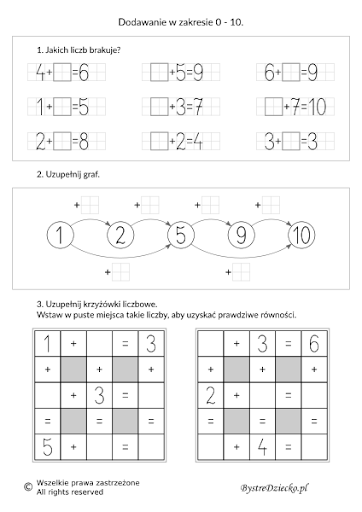 Dodawanie w zakresie 0 - 10.
1. Jakich liczb brakuje?
4+ =6 +5=9 6+ =9
1+ =5 +3=7 +7=10
2+ =8 +2=4 3+ =3
2. Uzupełnij graf.
+ + + +
1 2 5 9 10
+ +
3. Uzupełnij krzyżówki liczbowe.
Wstaw w puste miejsca takie liczby, aby uzyskać prawdziwe równości.
1 + = 3 + 3 = 6
+ + + + + +
+ 3 = 2 + =
= = = = = =
5 + = + 4 =
© Wszelkie prawa zastrzeżone
All rights reserved
BystreDziecko.pl